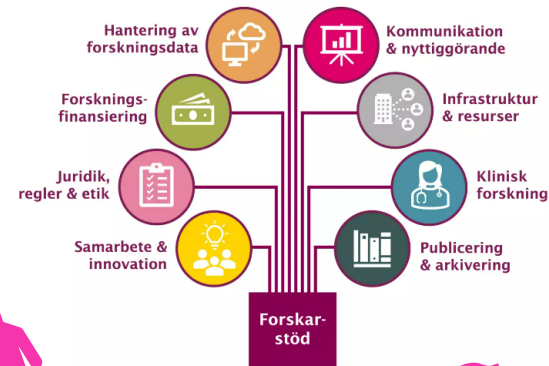 Hantering av
forskningsdata
Kommunikation
& nyttiggörande
Forsknings-
finansiering
Infrastruktur
& resurser
Juridik,
regler & etik
Klinisk
forskning
Samarbete &
innovation
Publicering
& arkivering
Forskar-
stöd